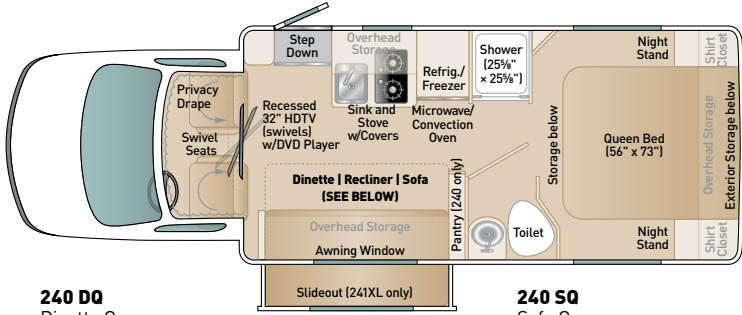 Step
Down
Overhead
Storage
Refrig./
Freezer
Shower
(25⅝"
× 25⅝")
Night
Stand
Shirt
Closet
Privacy
Drape
Swivel
Seats
Recessed
32" HDTV
(swivels)
w/DVD Player
Sink and
Stove
w/Covers
Microwave/
Convection
Oven
Storage below
Queen Bed
(56" x 73")
Overhead Storage
Exterior Storage below
Dinette | Recliner | Sofa
(SEE BELOW)
Pantry (240 only)
Overhead Storage
Awning Window
Toilet
Night
Stand
Shirt
Closet
Slideout (241XL only)
240 DQ
240 SQ